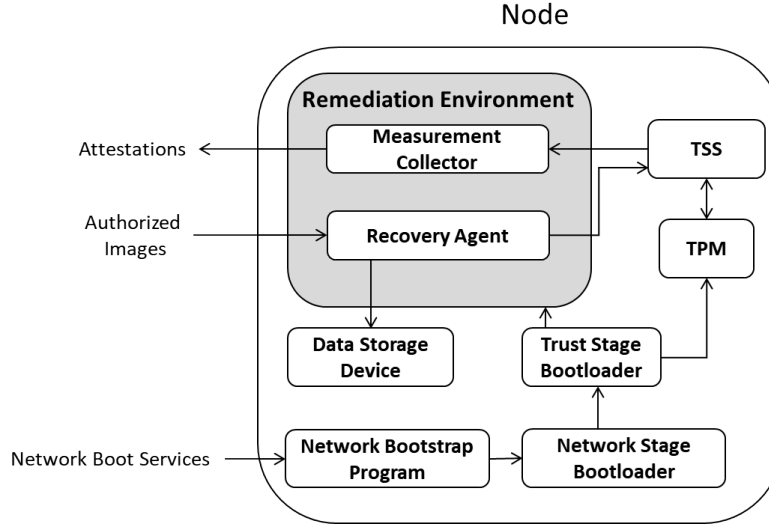 Node
Remediation Environment
Measurement
Collector
TSS
Attestations
Authorized
Images
Recovery Agent
TPM
Data Storage
Device
Trust Stage
Bootloader
Network Boot Services
Network Bootstrap
Program
Network Stage
Bootloader